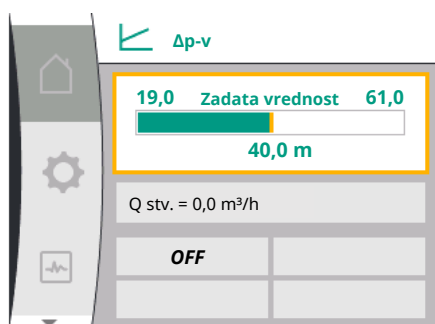 Δp-v
19,0 Zadata vrednost 61,0
40,0 m
Q stv. = 0,0 m³/h
OFF